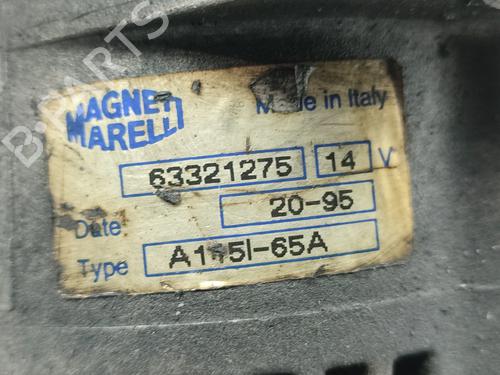 B-PARTS
MAGNETI
MARELLI
Made in Italy
63321275 14 V
Date 20-95
Type A115I-65A